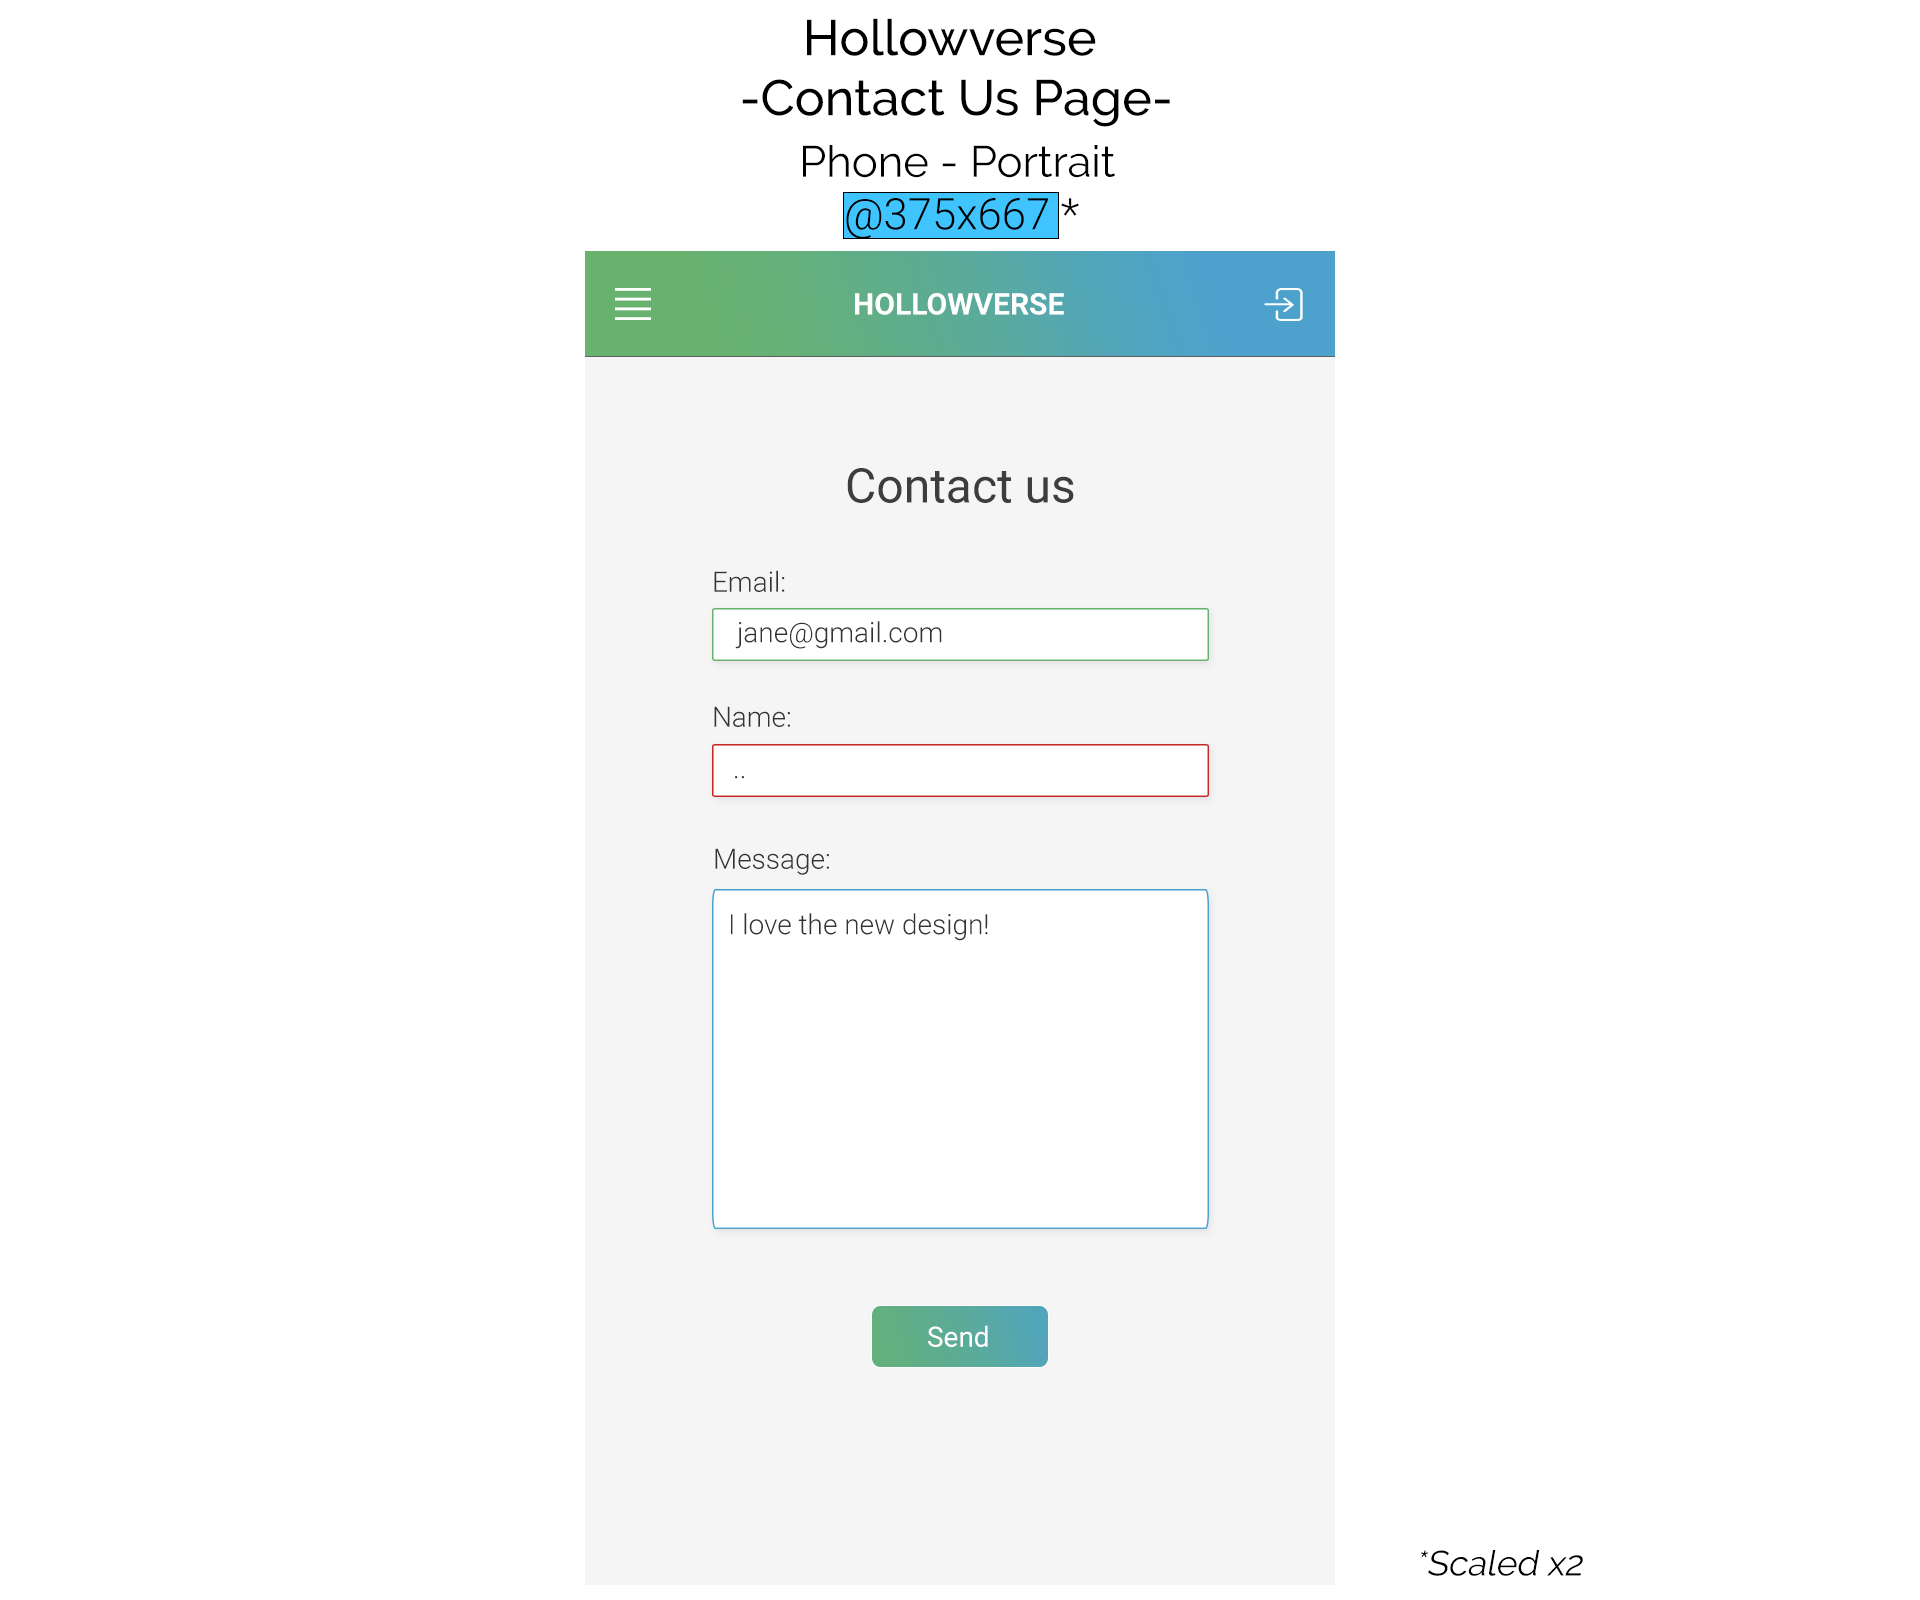 Hollowverse
-Contact Us Page-
Phone - Portrait
@375x667 *
HOLLOWVERSE
Contact us
Email:
jane@gmail.com
Name:
..
Message:
I love the new design!
Send
*Scaled x2